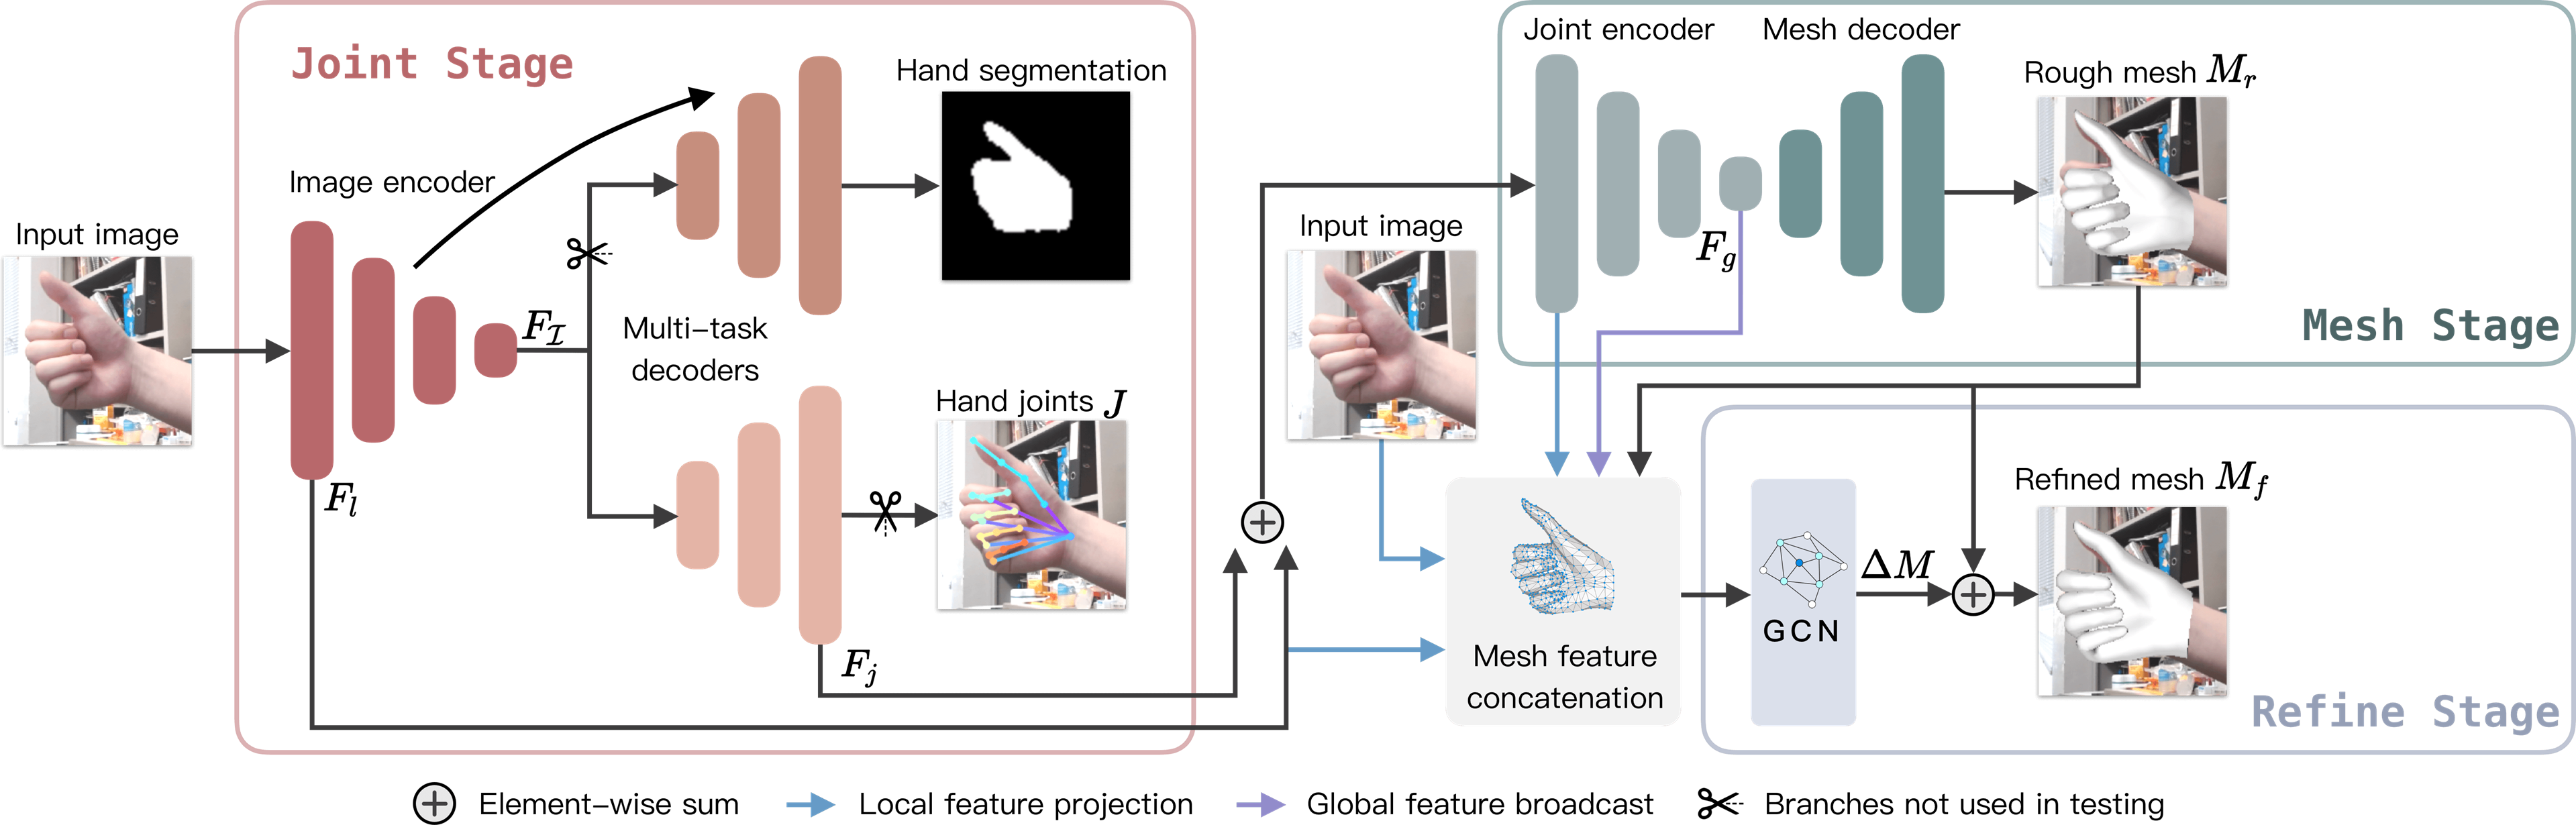 Joint Stage
Image encoder
Input image
F_I
F_l
Multi-task
decoders
Hand segmentation
Hand joints J
F_j
Input image
Joint encoder
Mesh decoder
F_g
Rough mesh M_r
Mesh Stage
Mesh feature
concatenation
GCN
ΔM
Refined mesh M_f
Refine Stage
Element-wise sum
Local feature projection
Global feature broadcast
Branches not used in testing